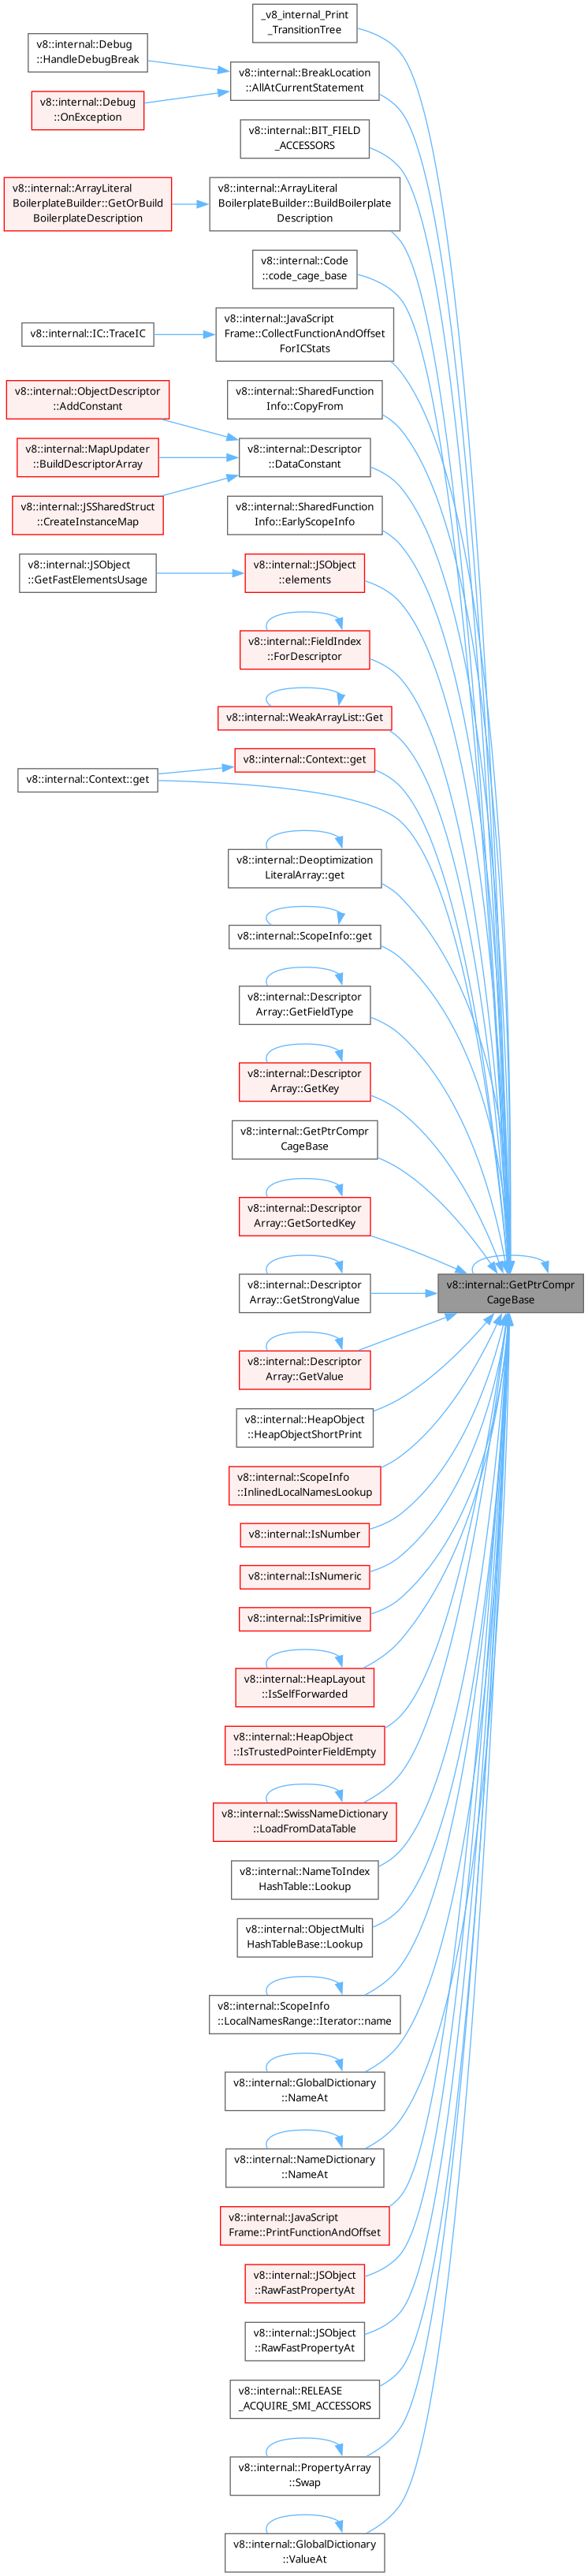 _v8_internal_Print
_TransitionTree
v8::internal::Debug
::HandleDebugBreak
v8::internal::BreakLocation
::AllAtCurrentStatement
v8::internal::Debug
::OnException
v8::internal::BIT_FIELD
_ACCESSORS
v8::internal::ArrayLiteral
BoilerplateBuilder::GetOrBuild
BoilerplateDescription
v8::internal::ArrayLiteral
BoilerplateBuilder::BuildBoilerplate
Description
v8::internal::Code
::code_cage_base
v8::internal::IC::TraceIC
v8::internal::JavaScript
Frame::CollectFunctionAndOffset
ForICStats
v8::internal::ObjectDescriptor
::AddConstant
v8::internal::SharedFunction
Info::CopyFrom
v8::internal::MapUpdater
::BuildDescriptorArray
v8::internal::Descriptor
::DataConstant
v8::internal::JSSharedStruct
::CreateInstanceMap
v8::internal::SharedFunction
Info::EarlyScopeInfo
v8::internal::JSObject
::GetFastElementsUsage
v8::internal::JSObject
::elements
v8::internal::FieldIndex
::ForDescriptor
v8::internal::WeakArrayList::Get
v8::internal::Context::get
v8::internal::Context::get
v8::internal::Deoptimization
LiteralArray::get
v8::internal::ScopeInfo::get
v8::internal::Descriptor
Array::GetFieldType
v8::internal::Descriptor
Array::GetKey
v8::internal::GetPtrCompr
CageBase
v8::internal::Descriptor
Array::GetSortedKey
v8::internal::Descriptor
Array::GetStrongValue
v8::internal::GetPtrCompr
CageBase
v8::internal::Descriptor
Array::GetValue
v8::internal::HeapObject
::HeapObjectShortPrint
v8::internal::ScopeInfo
::InlinedLocalNamesLookup
v8::internal::IsNumber
v8::internal::IsNumeric
v8::internal::IsPrimitive
v8::internal::HeapLayout
::IsSelfForwarded
v8::internal::HeapObject
::IsTrustedPointerFieldEmpty
v8::internal::SwissNameDictionary
::LoadFromDataTable
v8::internal::NameToIndex
HashTable::Lookup
v8::internal::ObjectMulti
HashTableBase::Lookup
v8::internal::ScopeInfo
::LocalNamesRange::Iterator::name
v8::internal::GlobalDictionary
::NameAt
v8::internal::NameDictionary
::NameAt
v8::internal::JavaScript
Frame::PrintFunctionAndOffset
v8::internal::JSObject
::RawFastPropertyAt
v8::internal::JSObject
::RawFastPropertyAt
v8::internal::RELEASE
_ACQUIRE_SMI_ACCESSORS
v8::internal::PropertyArray
::Swap
v8::internal::GlobalDictionary
::ValueAt